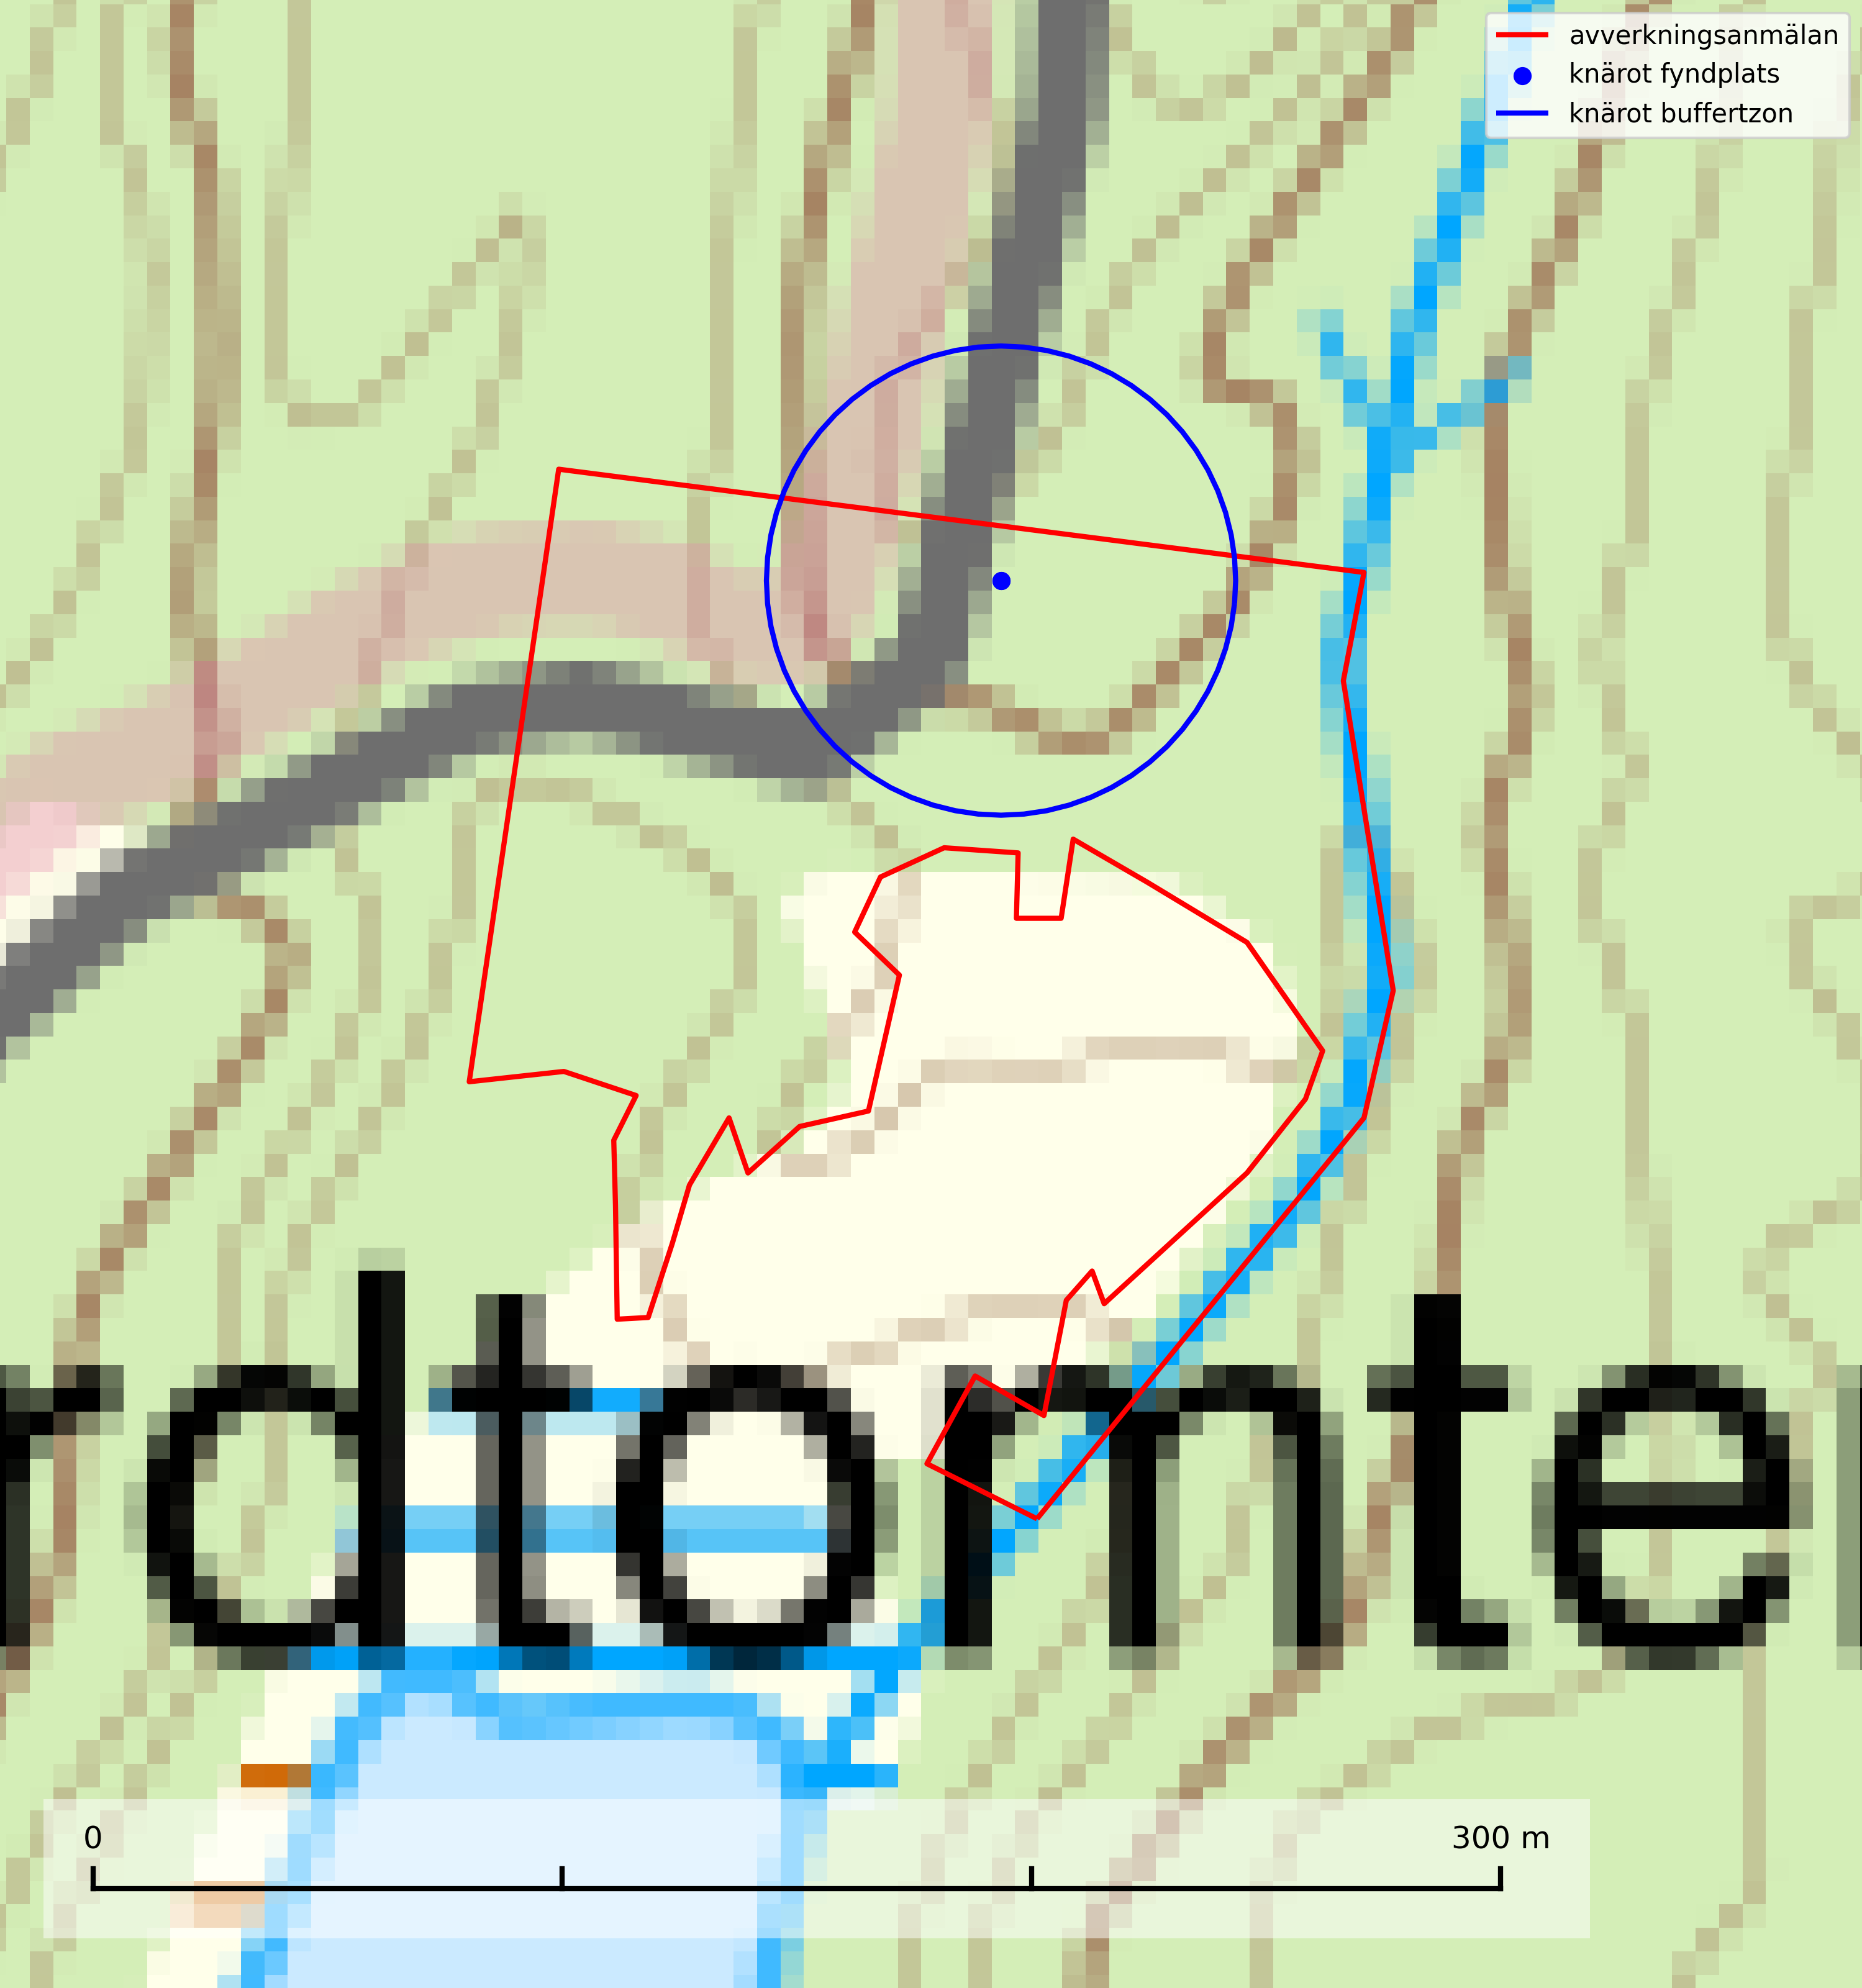 avverkningsanmälan
knärot fyndplats
knärot buffertzon
rdtornte
0
300 m